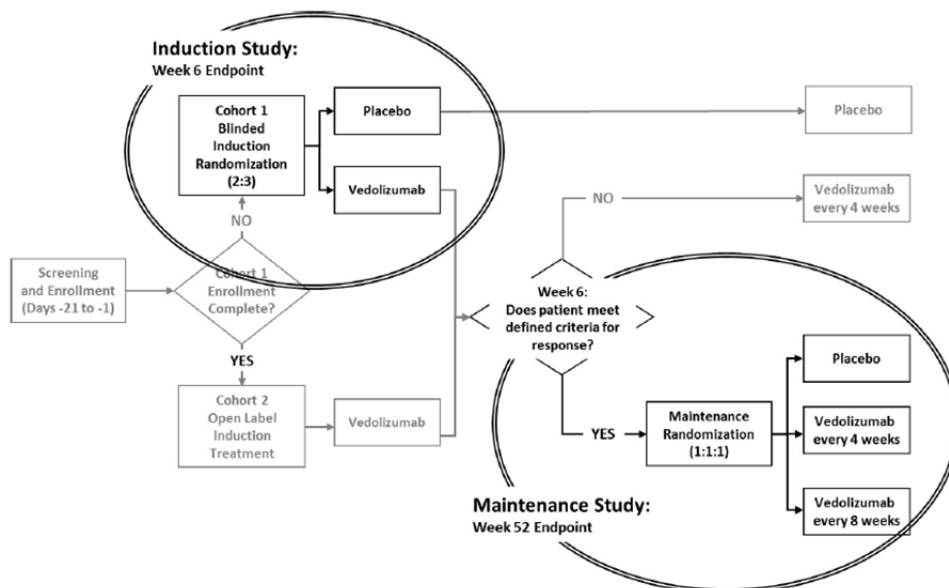 Induction Study:
Week 6 Endpoint
Cohort 1
Blinded
Induction
Randomization
(2:3)
Placebo
Vedolizumab
Placebo
Vedolizumab
every 4 weeks
NO
NO
Screening
and Enrollment
(Days -21 to -1)
Cohort 1
Enrollment
Complete?
YES
Cohort 2
Open Label
Induction
Treatment
Vedolizumab
Week 6:
Does patient meet
defined criteria for
response?
YES
Maintenance
Randomization
(1:1:1)
Placebo
Vedolizumab
every 4 weeks
Vedolizumab
every 8 weeks
Maintenance Study:
Week 52 Endpoint